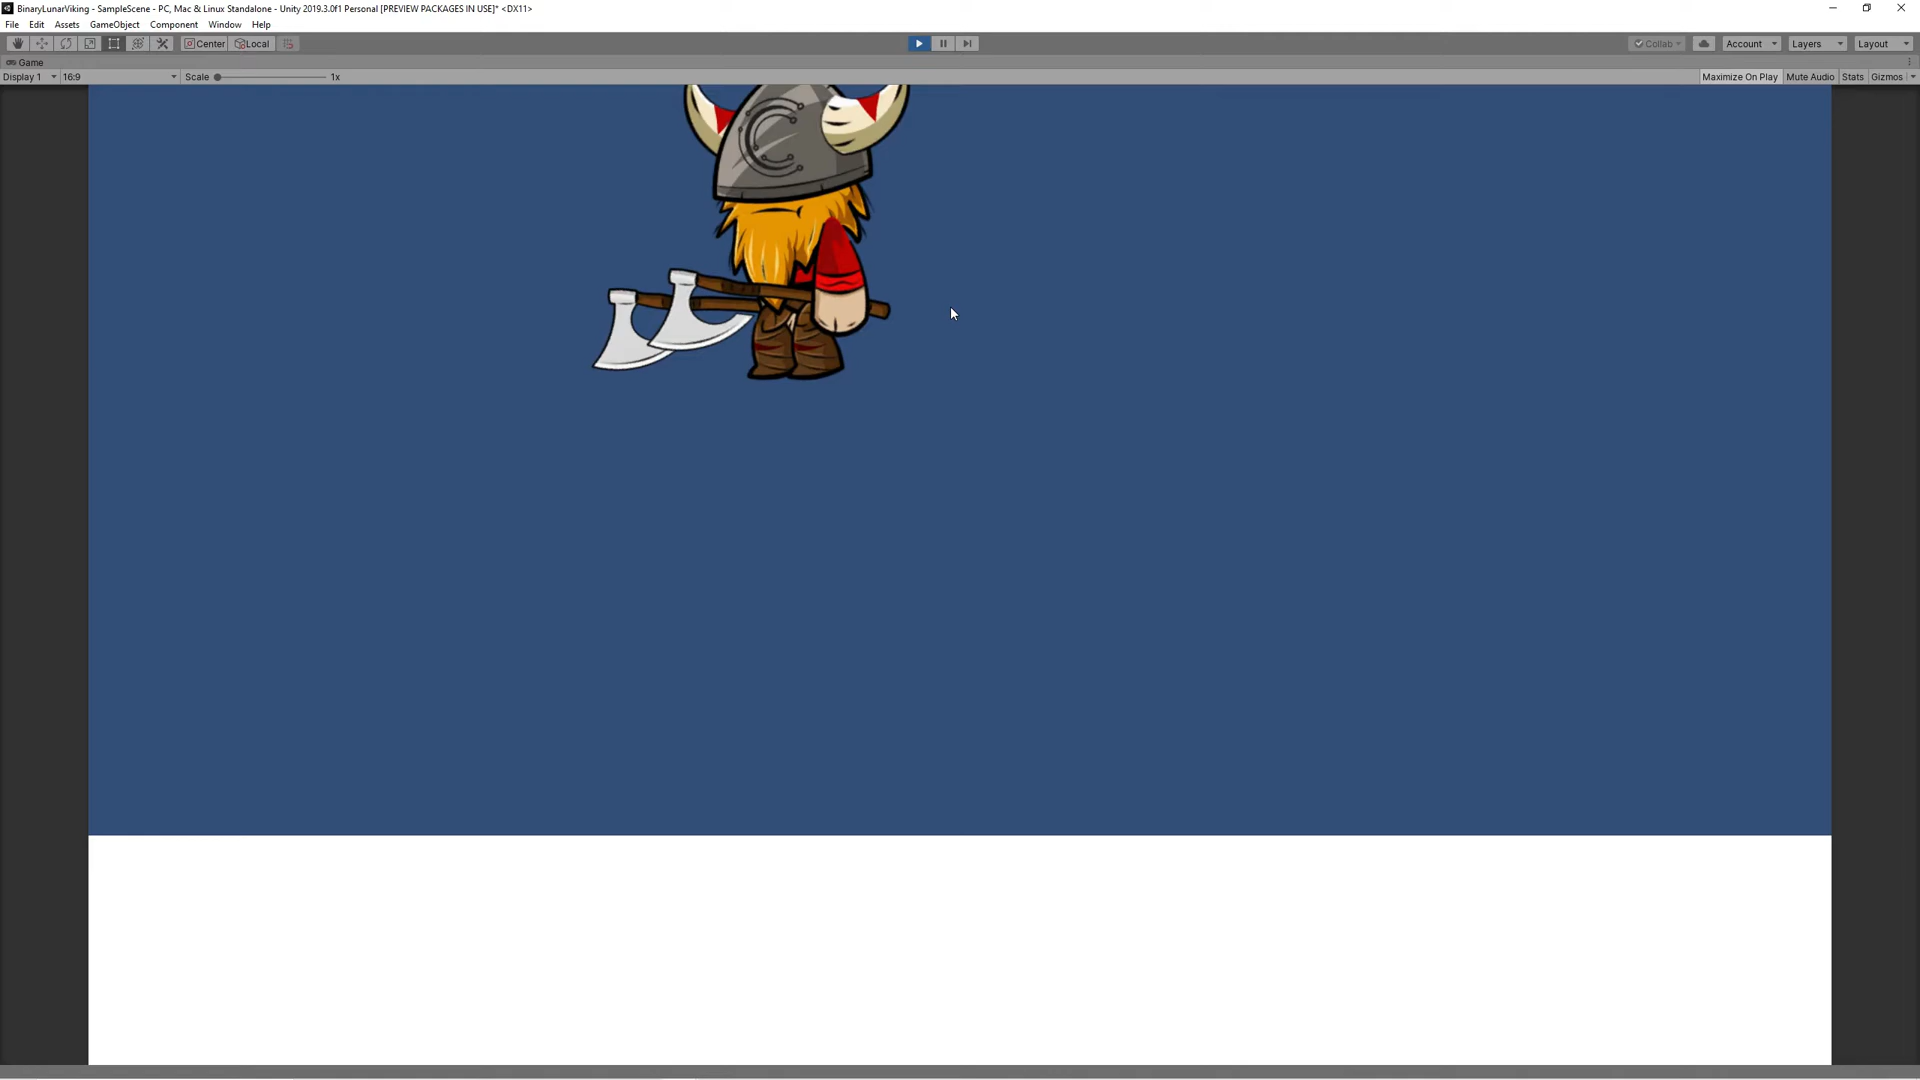 BinaryLunarViking - SampleScene - PC, Mac & Linux Standalone - Unity 2019.3.0f1 Personal [PREVIEW PACKAGES IN USE]* <DX11>
File Edit Assets GameObject Component Window Help
Center Local Collab Account Layers Layout
Game
Display 1 16:9 Scale 1x Maximize On Play Mute Audio Stats Gizmos